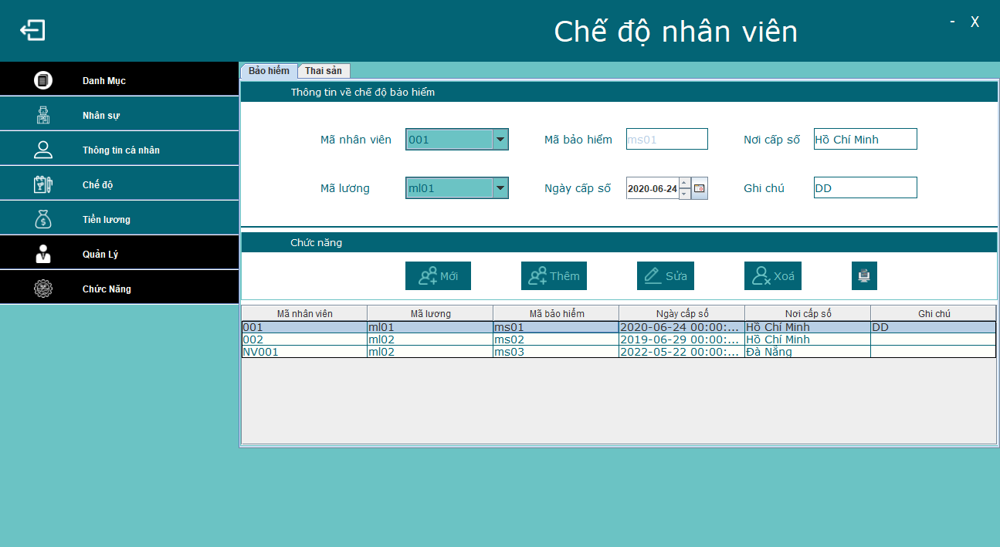 Chế độ nhân viên
- X
Danh Mục
Nhân sự
Thông tin cá nhân
Chế độ
Tiền lương
Quản Lý
Chức Năng
Bảo hiểm Thai sản
Thông tin về chế độ bảo hiểm
Mã nhân viên 001 Mã bảo hiểm ms01 Nơi cấp số Hồ Chí Minh
Mã lương ml01 Ngày cấp số 2020-06-24 Ghi chú DD
Chức năng
Mới Thêm Sửa Xoá
Mã nhân viên Mã lương Mã bảo hiểm Ngày cấp số Nơi cấp số Ghi chú
001 ml01 ms01 2020-06-24 00:00:... Hồ Chí Minh DD
002 ml02 ms02 2019-06-29 00:00:... Hồ Chí Minh
NV001 ml02 ms03 2022-05-22 00:00:... Đà Nẵng